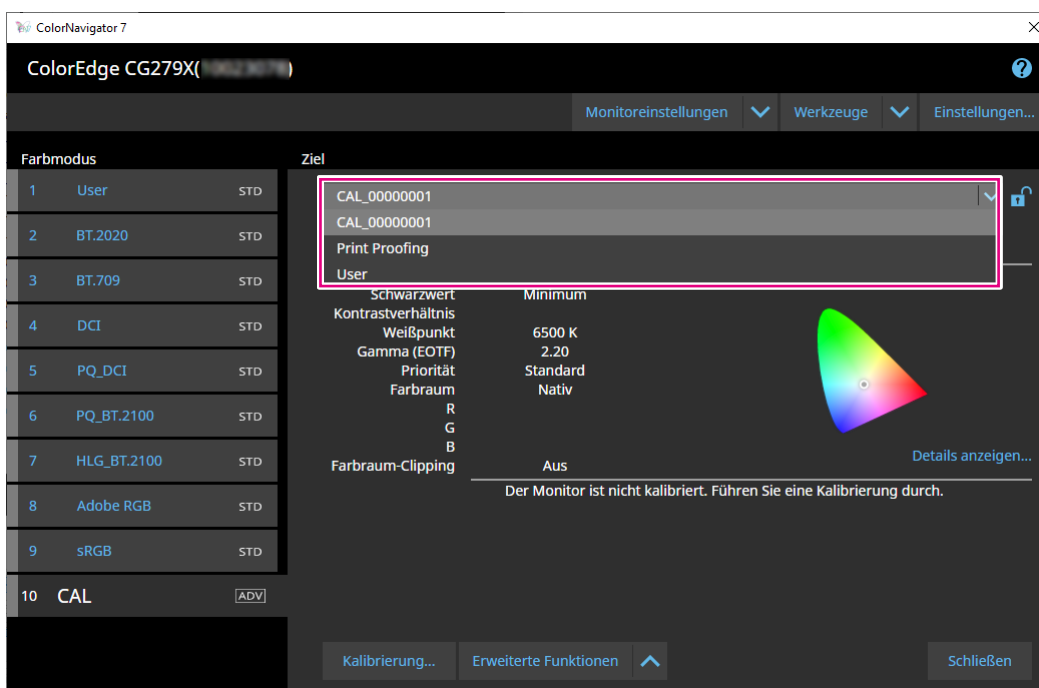 ColorNavigator 7
ColorEdge CG279X( )
Monitoreinstellungen Werkzeuge Einstellungen...
Farbmodus
Ziel
1 User STD
2 BT.2020 STD
3 BT.709 STD
4 DCI STD
5 PQ_DCI STD
6 PQ_BT.2100 STD
7 HLG_BT.2100 STD
8 Adobe RGB STD
9 sRGB STD
10 CAL ADV
CAL_00000001
CAL_00000001
Print Proofing
User
Schwarzwert Minimum
Kontrastverhältnis
Weißpunkt 6500 K
Gamma (EOTF) 2.20
Priorität Standard
Farbraum Nativ
R
G
B
Farbraum-Clipping Aus
Details anzeigen...
Der Monitor ist nicht kalibriert. Führen Sie eine Kalibrierung durch.
Kalibrierung... Erweiterte Funktionen Schließen